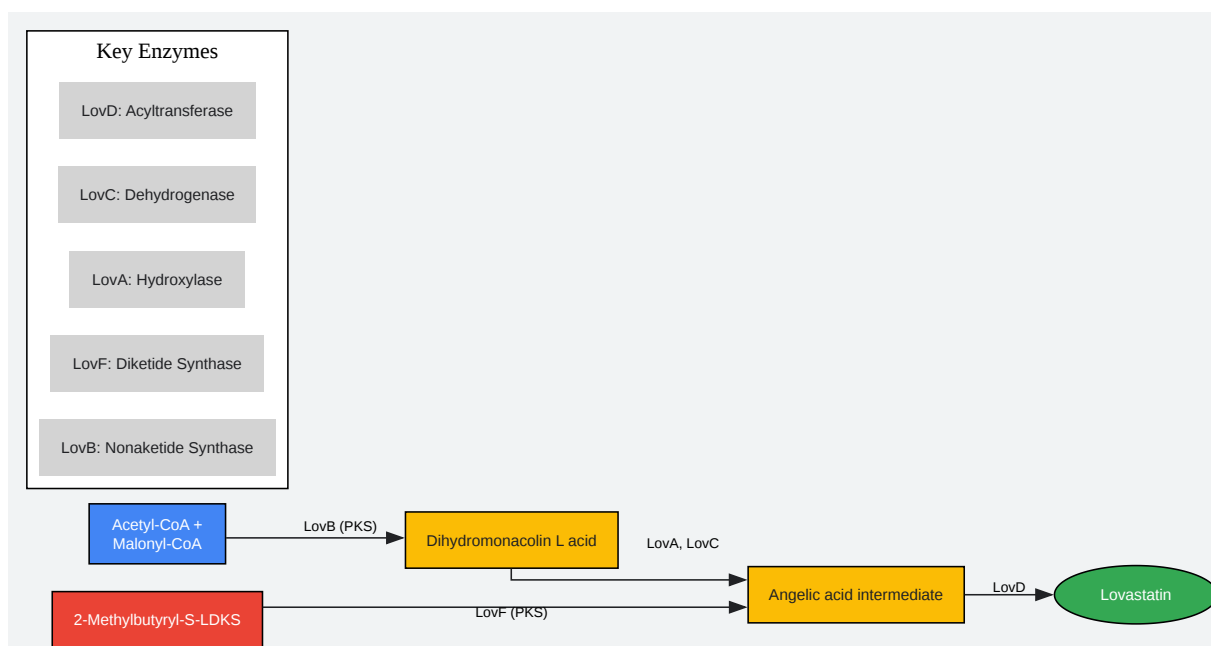 Key Enzymes
LovD: Acyltransferase
LovC: Dehydrogenase
LovA: Hydroxylase
LovF: Diketide Synthase
LovB: Nonaketide Synthase
Acetyl-CoA +
Malonyl-CoA
LovB (PKS)
Dihydromonacolin L acid
LovA, LovC
2-Methylbutyryl-S-LDKS
LovF (PKS)
Angelic acid intermediate
LovD
Lovastatin